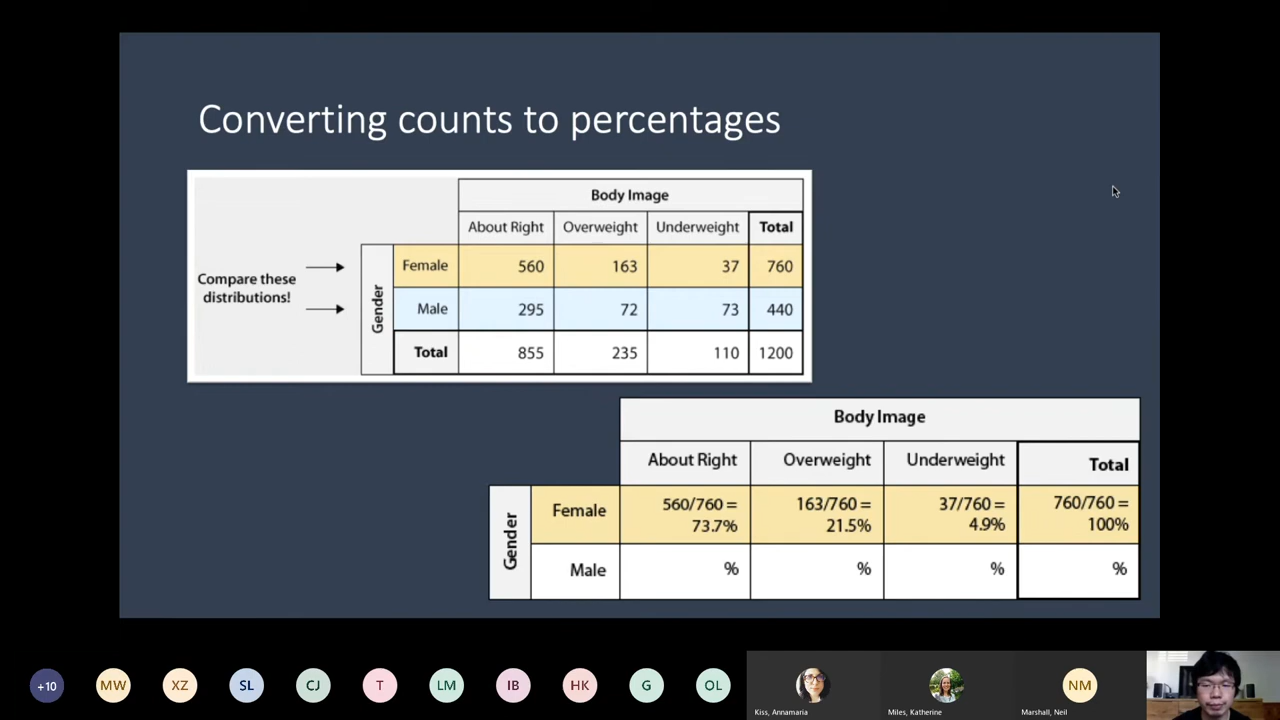 Converting counts to percentages
Body Image
About Right Overweight Underweight Total
Compare these
distributions!
Gender
Female 560 163 37 760
Male 295 72 73 440
Total 855 235 110 1200
Body Image
About Right Overweight Underweight Total
Gender
Female 560/760 = 163/760 = 37/760 = 760/760 =
73.7% 21.5% 4.9% 100%
Male % % % %
+10 MW XZ SL CJ T LM IB HK G OL NM
Kiss, Annamaria Miles, Katherine Marshall, Neil